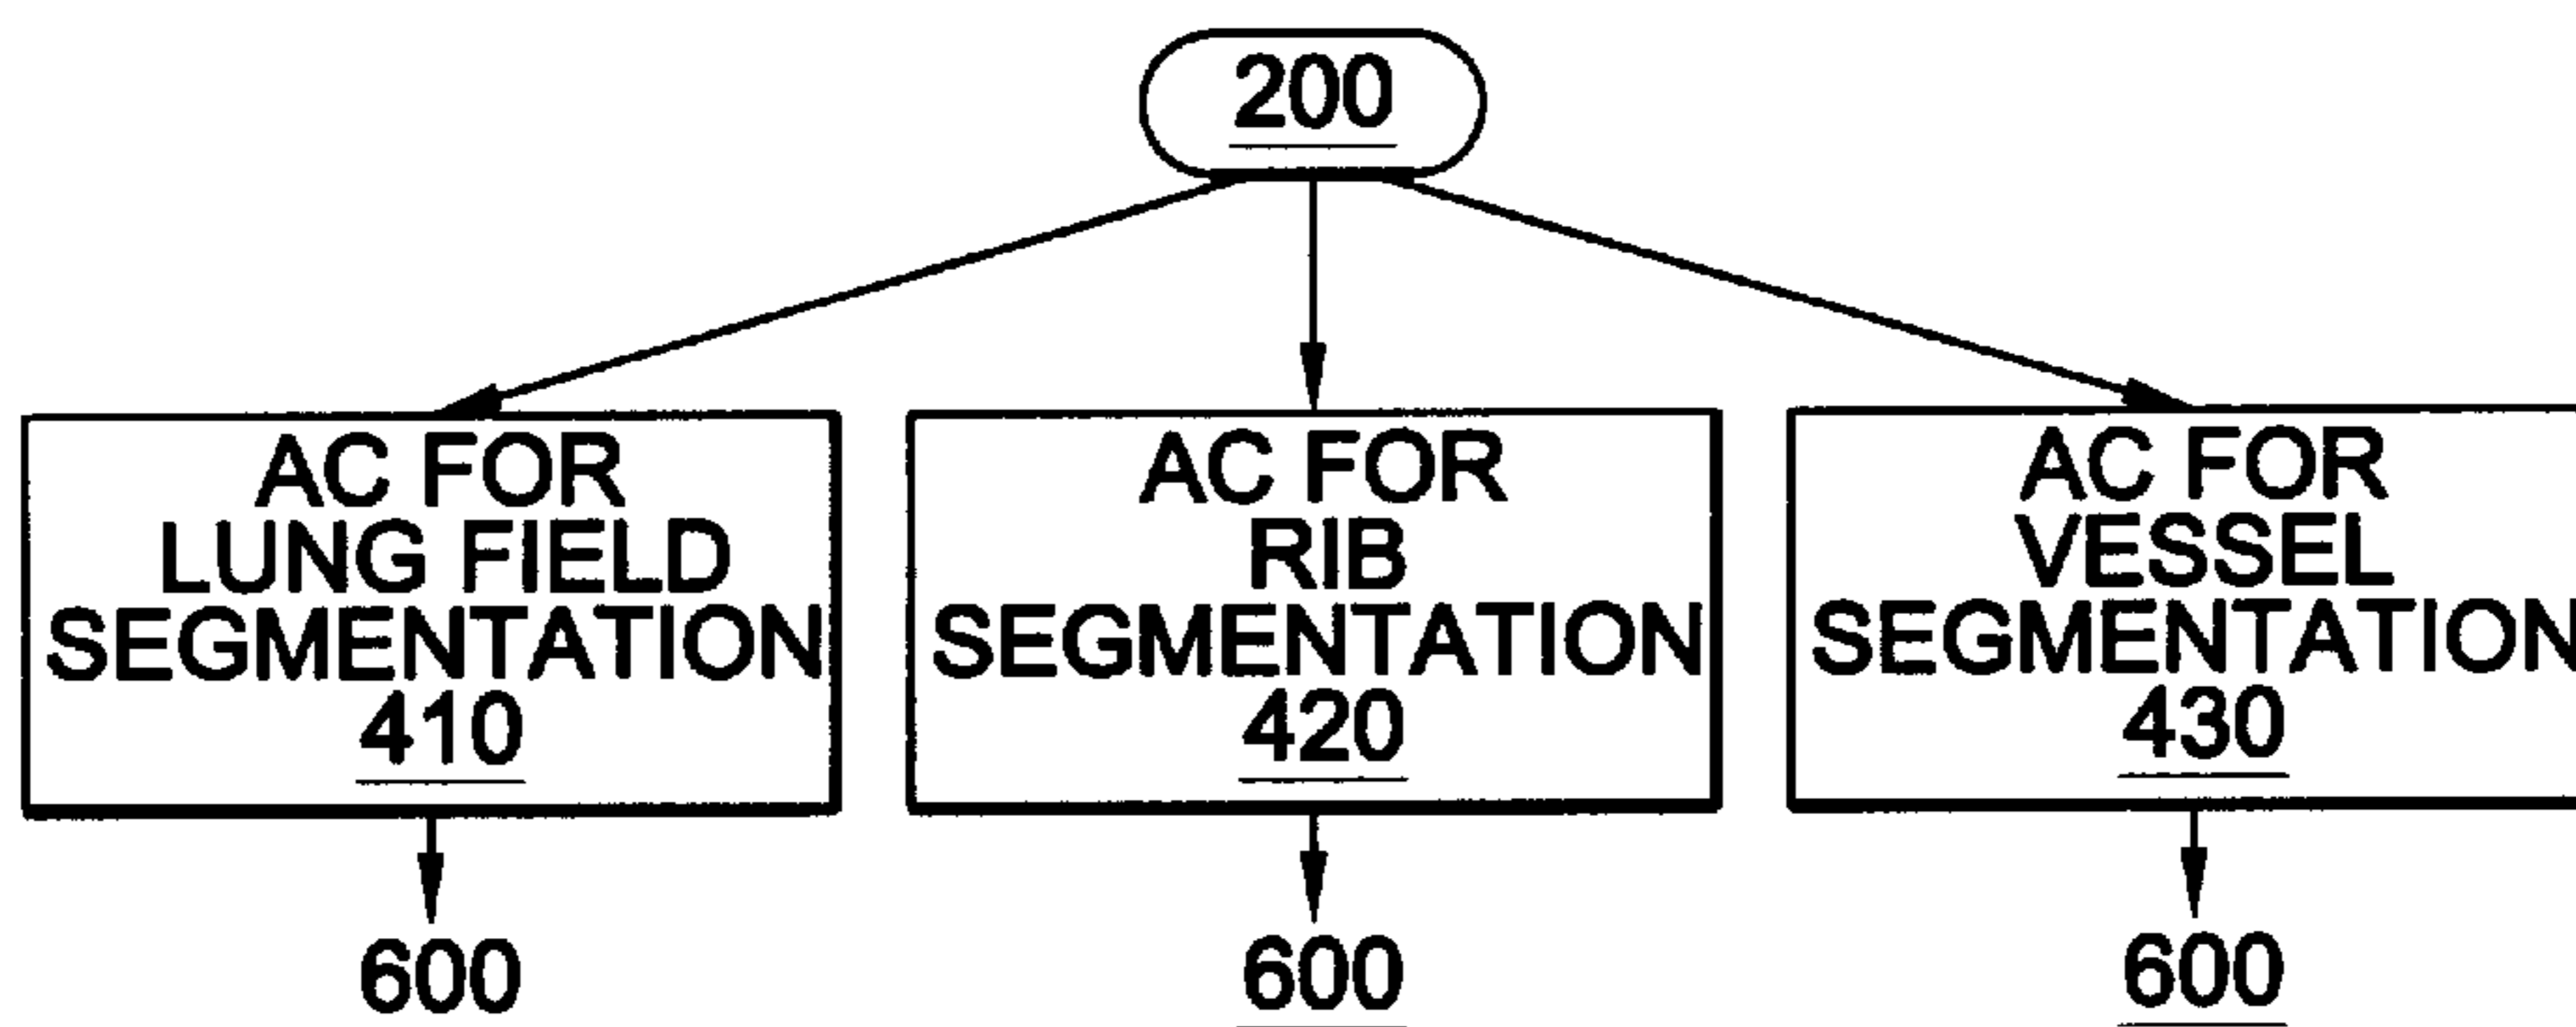 200
AC FOR
LUNG FIELD
SEGMENTATION
410
AC FOR
RIB
SEGMENTATION
420
AC FOR
VESSEL
SEGMENTATION
430
600
600
600